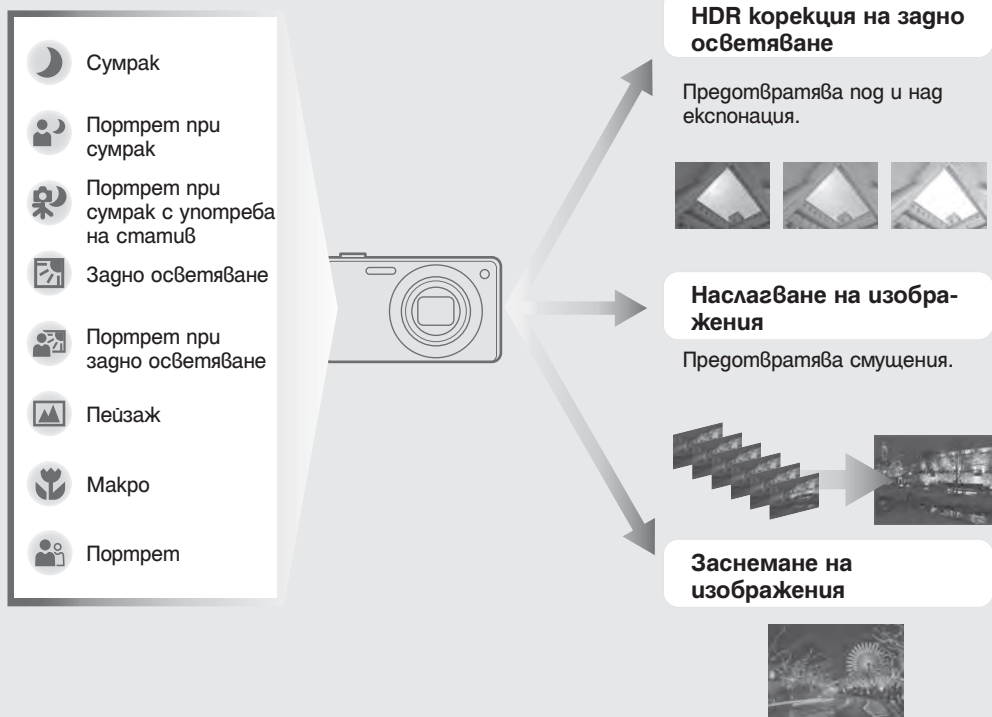 Сумрак
Портрет при
сумрак
Портрет при
сумрак с употреба
на статив
Задно осветяване
Портрет при
задно осветяване
Пейзаж
Макро
Портрет
HDR корекция на задно
осветяване
Предотвратява под и над
експонация.
Наслагване на изобра-
жения
Предотвратява смущения.
Заснемане на
изображения